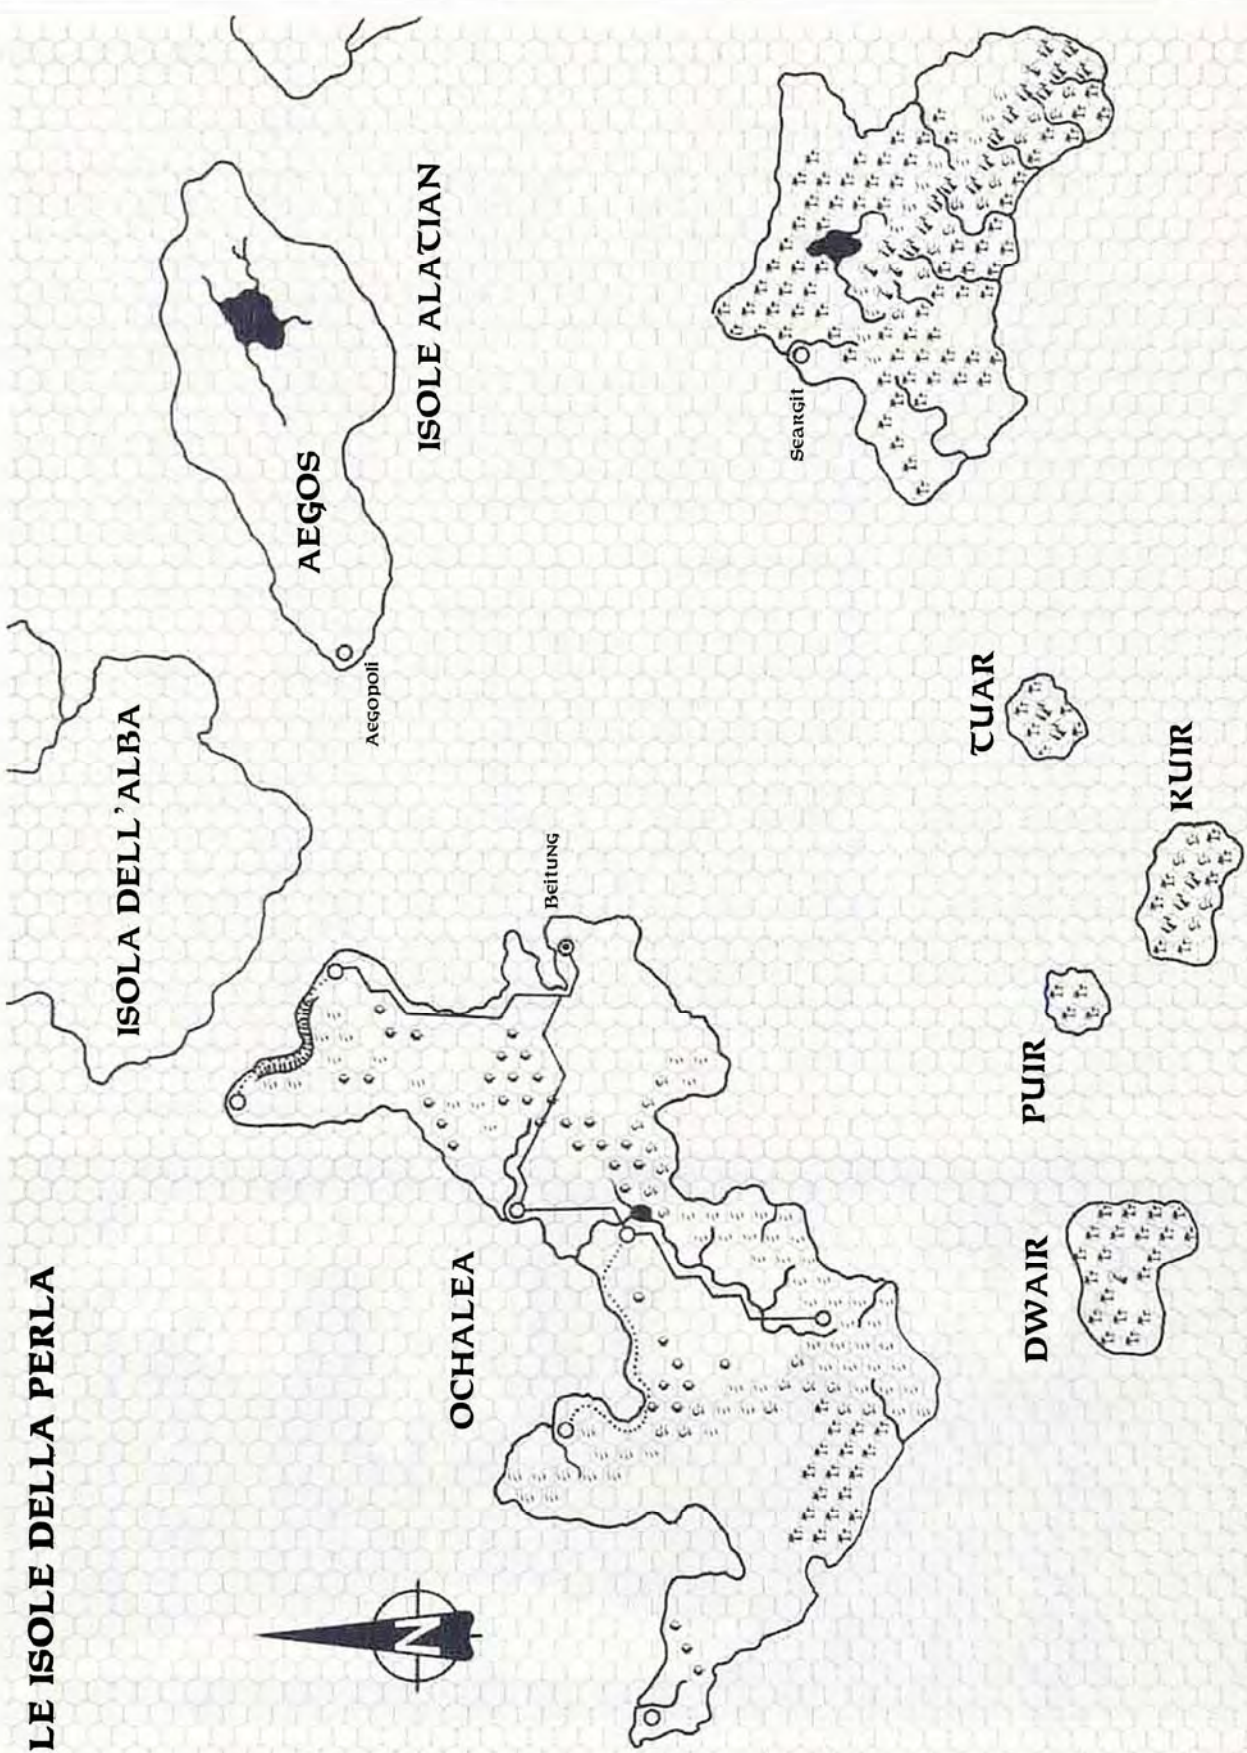 LE ISOLE DELLA PERLA
N
ISOLA DELL'ALBA
AEGOS
Aegopoli
ISOLE ALATIAN
OCHALEA
Beitung
Seargit
TUAR
PUIR
DWAIR
KUIR